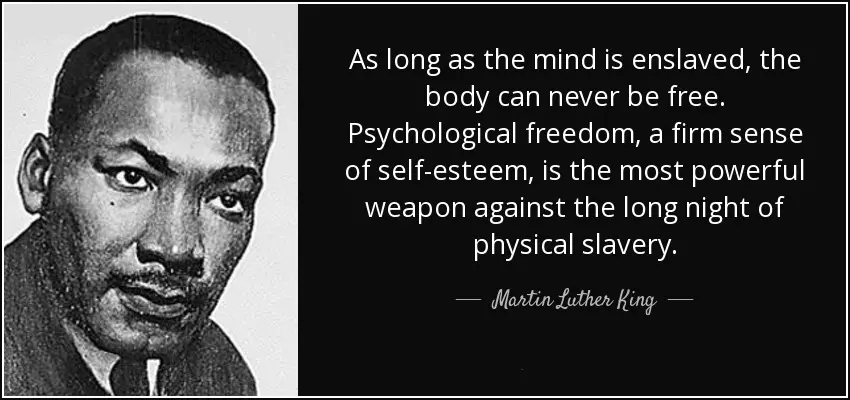 As long as the mind is enslaved, the
body can never be free.
Psychological freedom, a firm sense
of self-esteem, is the most powerful
weapon against the long night of
physical slavery.
Martin Luther King